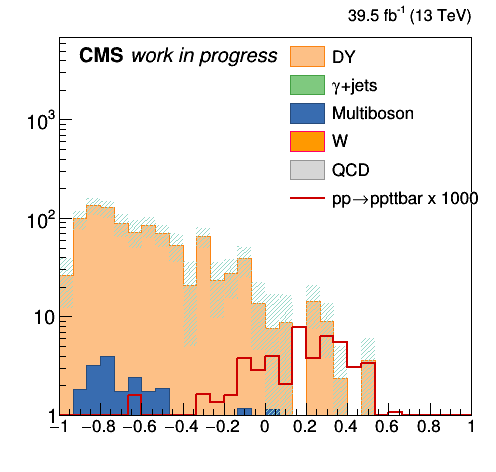 39.5 fb⁻¹ (13 TeV)
CMS work in progress
DY
γ+jets
Multiboson
W
QCD
pp→ppttbar x 1000
10³
10²
10
1
−1 −0.8 −0.6 −0.4 −0.2 0 0.2 0.4 0.6 0.8 1